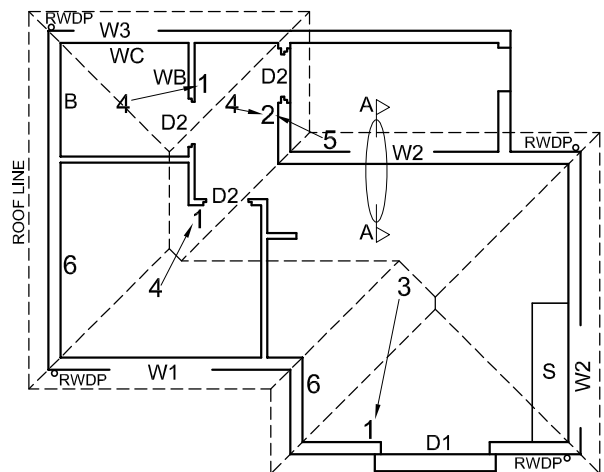 RWDP W3
WC
WB 1 D2
B 4 4 2 A
D2 5 RWDP
W2
ROOF LINE
D2 A
1
6 4 3
W1 6 S W2
RWDP
1 D1
RWDP